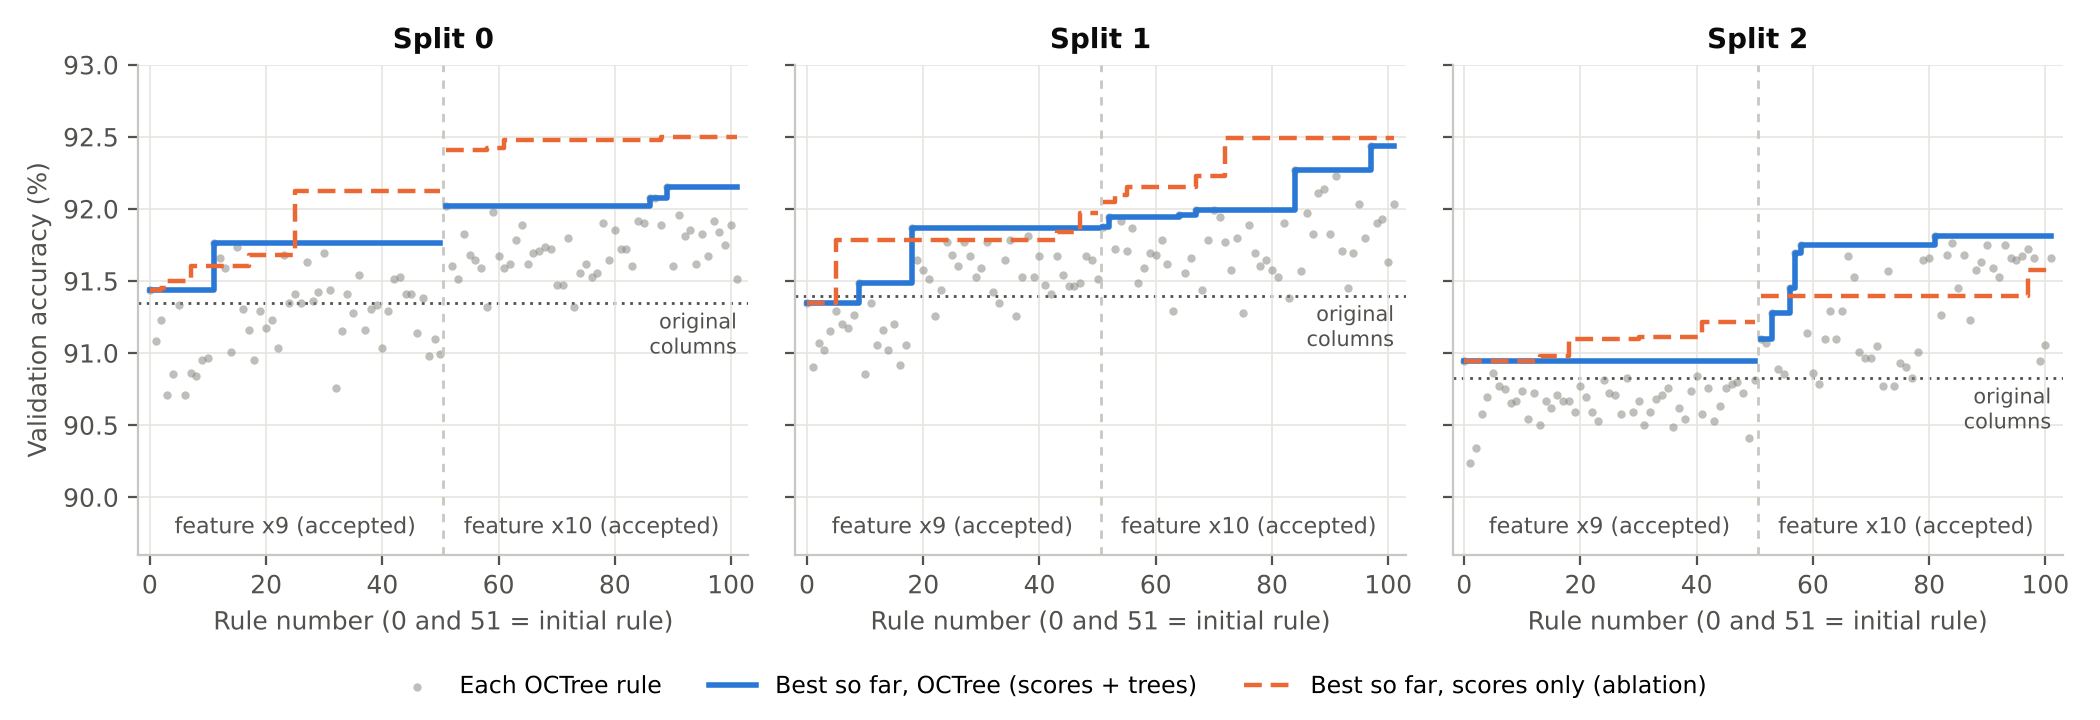 Split 0
Split 1
Split 2
Validation accuracy (%)
93.0
92.5
92.0
91.5
91.0
90.5
90.0
original
columns
original
columns
original
columns
feature x9 (accepted)
feature x10 (accepted)
feature x9 (accepted)
feature x10 (accepted)
feature x9 (accepted)
feature x10 (accepted)
0 20 40 60 80 100
0 20 40 60 80 100
0 20 40 60 80 100
Rule number (0 and 51 = initial rule)
Rule number (0 and 51 = initial rule)
Rule number (0 and 51 = initial rule)
Each OCTree rule
Best so far, OCTree (scores + trees)
Best so far, scores only (ablation)